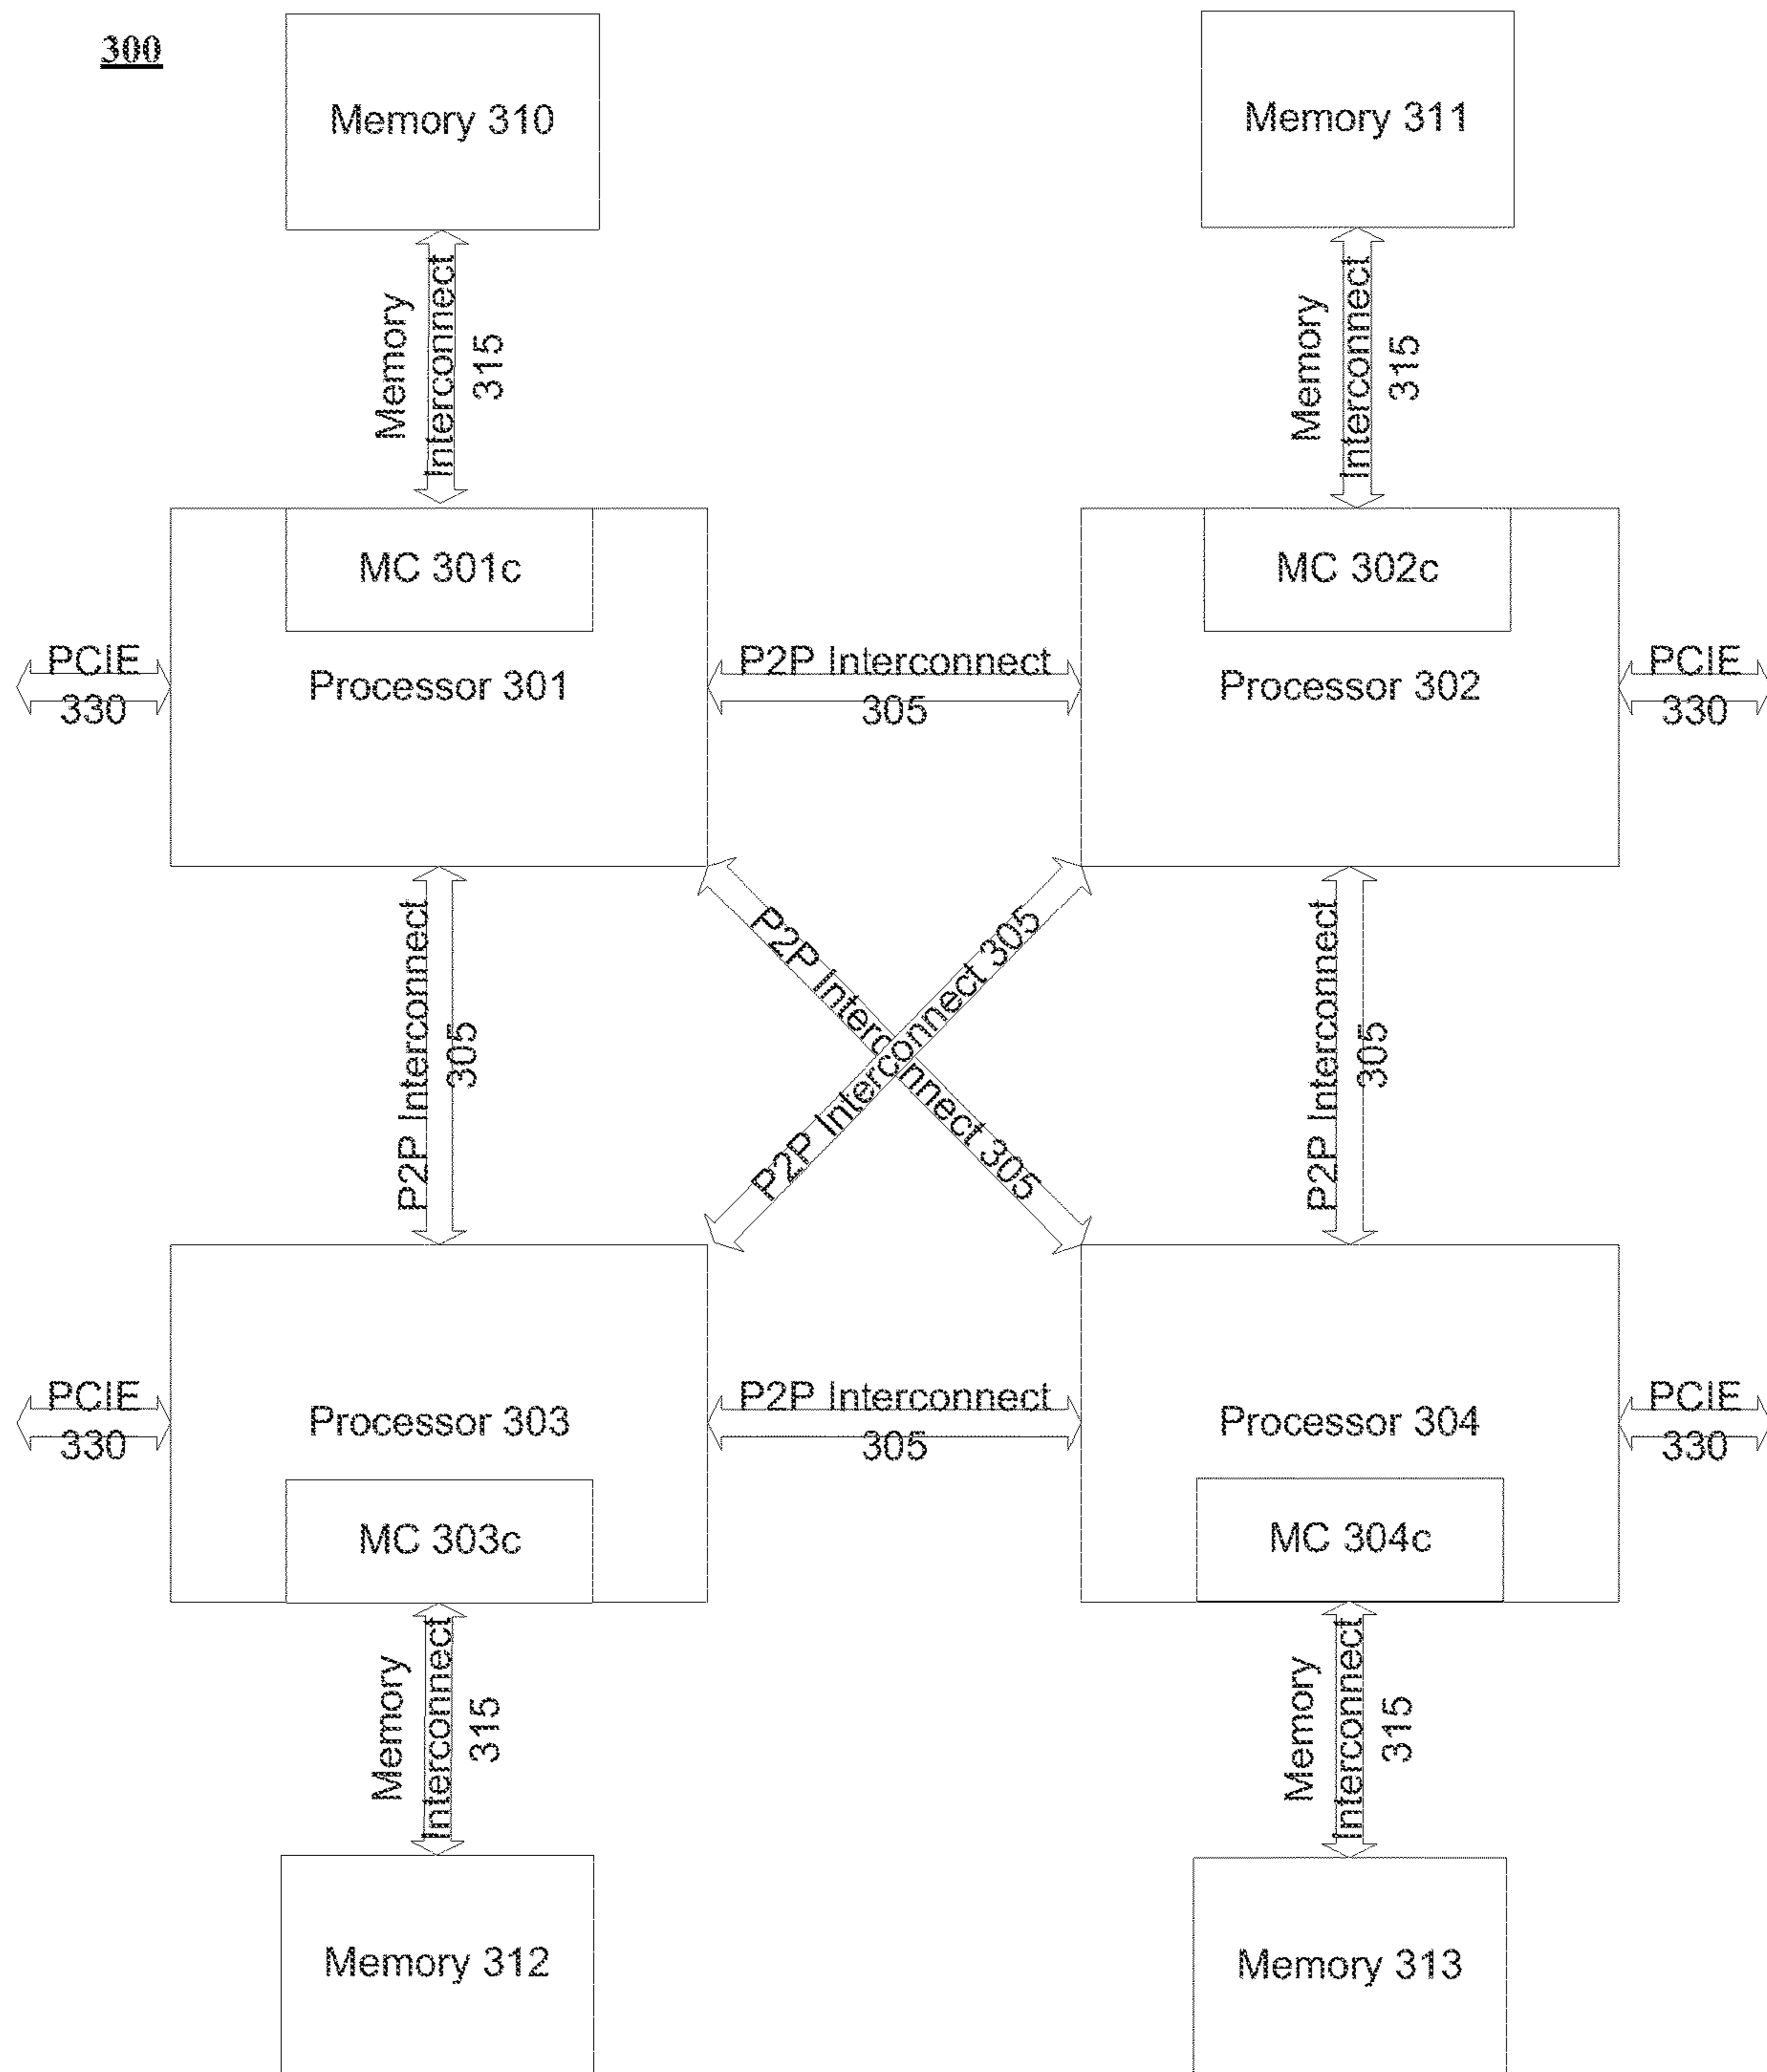 300
Memory 310
Memory 311
Memory
Interconnect
315
Memory
Interconnect
315
MC 301c
MC 302c
PCIE
330
Processor 301
P2P Interconnect
305
Processor 302
PCIE
330
P2P Interconnect
305
P2P Interconnect 305
P2P Interconnect 305
P2P Interconnect
305
PCIE
330
Processor 303
P2P Interconnect
305
Processor 304
PCIE
330
MC 303c
MC 304c
Memory
Interconnect
315
Memory
Interconnect
315
Memory 312
Memory 313